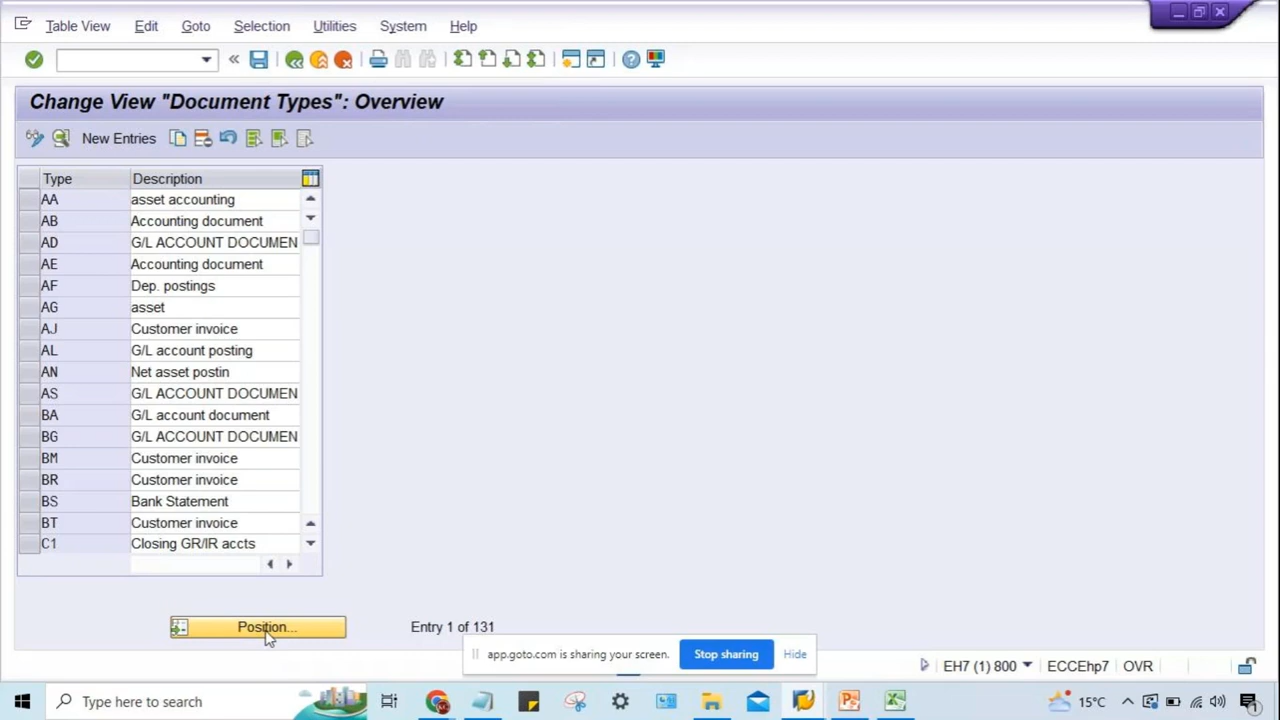 Table View Edit Goto Selection Utilities System Help
Change View "Document Types": Overview
New Entries
Type Description
AA asset accounting
AB Accounting document
AD G/L ACCOUNT DOCUMEN
AE Accounting document
AF Dep. postings
AG asset
AJ Customer invoice
AL G/L account posting
AN Net asset postin
AS G/L ACCOUNT DOCUMEN
BA G/L account document
BG G/L ACCOUNT DOCUMEN
BM Customer invoice
BR Customer invoice
BS Bank Statement
BT Customer invoice
C1 Closing GR/IR accts
Position... Entry 1 of 131
app.goto.com is sharing your screen. Stop sharing Hide
EH7 (1) 800 ECCEhp7 OVR
Type here to search 15°C 1